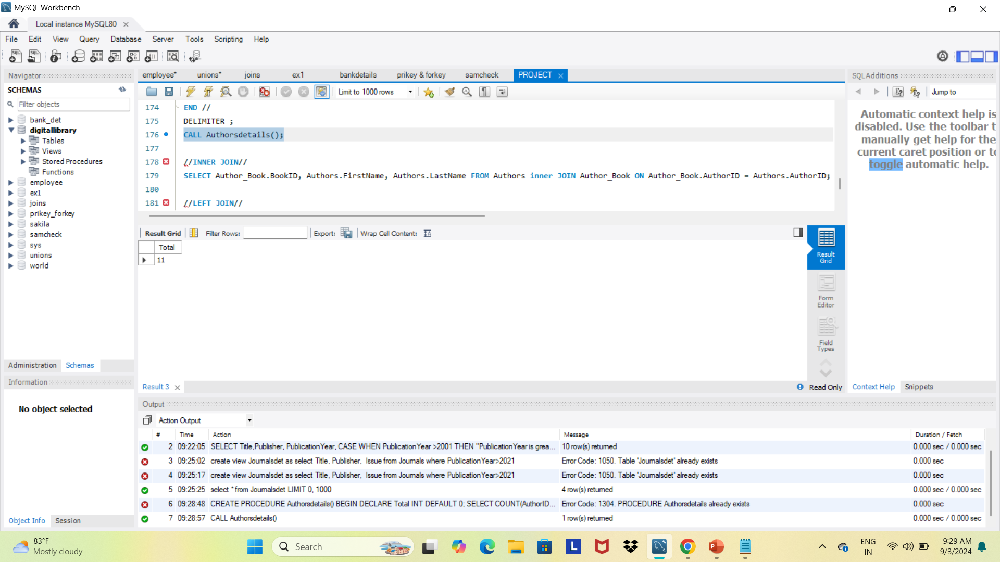 MySQL Workbench
Local instance MySQL80
File Edit View Query Database Server Tools Scripting Help
Navigator
SCHEMAS
Filter objects
bank_det
digitallibrary
Tables
Views
Stored Procedures
Functions
employee
ex1
joins
prikey_forkey
sakila
samcheck
sys
unions
world
Administration Schemas
Information
No object selected
Object Info Session
employee* unions* joins ex1 bankdetails prikey & forkey samcheck PROJECT
Limit to 1000 rows
174 END //
175 DELIMITER ;
176 CALL Authorsdetails();
177
178 //INNER JOIN//
179 SELECT Author_Book.BookID, Authors.FirstName, Authors.LastName FROM Authors inner JOIN Author_Book ON Author_Book.AuthorID = Authors.AuthorID;
180
181 //LEFT JOIN//
Result Grid Filter Rows: Export: Wrap Cell Content:
Total
11
Result Grid
Form Editor
Field Types
Result 3
Read Only
SQLAdditions
Jump to
Automatic context help is
disabled. Use the toolbar t
manually get help for the
current caret position or to
toggle automatic help.
Context Help Snippets
Output
Action Output
# Time Action Message Duration / Fetch
2 09:22:05 SELECT Title,Publisher, PublicationYear, CASE WHEN PublicationYear >2001 THEN "PublicationYear is grea... 10 row(s) returned 0.000 sec / 0.000 sec
3 09:25:02 create view Journalsdet as select Title, Publisher, Issue from Journals where PublicationYear>2021 Error Code: 1050. Table 'Journalsdet' already exists 0.000 sec
4 09:25:17 create view Journalsdet as select Title, Publisher, Issue from Journals where PublicationYear>2021 Error Code: 1050. Table 'Journalsdet' already exists 0.000 sec
5 09:25:25 select * from Journalsdet LIMIT 0, 1000 4 row(s) returned 0.000 sec / 0.000 sec
6 09:28:48 CREATE PROCEDURE Authorsdetails() BEGIN DECLARE Total INT DEFAULT 0; SELECT COUNT(AuthorID... Error Code: 1304. PROCEDURE Authorsdetails already exists 0.000 sec
7 09:28:57 CALL Authorsdetails() 1 row(s) returned 0.000 sec / 0.000 sec
83°F
Mostly cloudy
Search
ENG
IN
9:29 AM
9/3/2024